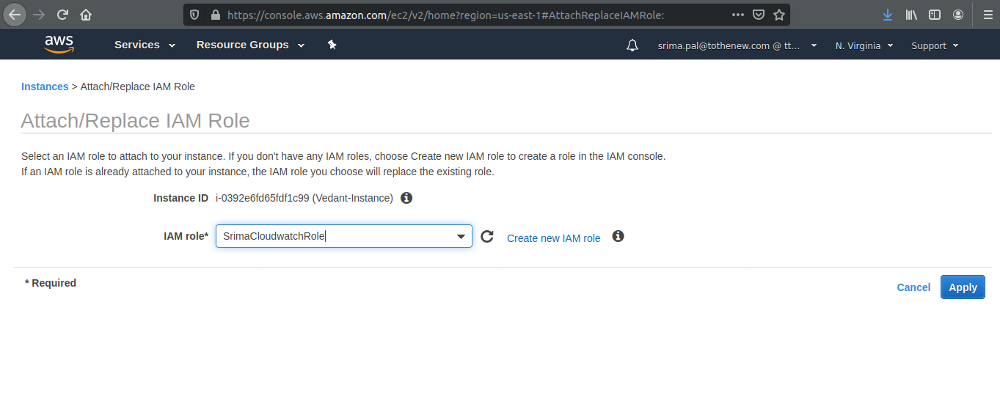 https://console.aws.amazon.com/ec2/v2/home?region=us-east-1#AttachReplaceIAMRole:
aws Services Resource Groups srima.pal@tothenew.com @ tt... N. Virginia Support
Instances > Attach/Replace IAM Role
Attach/Replace IAM Role
Select an IAM role to attach to your instance. If you don't have any IAM roles, choose Create new IAM role to create a role in the IAM console.
If an IAM role is already attached to your instance, the IAM role you choose will replace the existing role.
Instance ID i-0392e6fd65fdf1c99 (Vedant-Instance)
IAM role* SrimaCloudwatchRole Create new IAM role
* Required
Cancel Apply